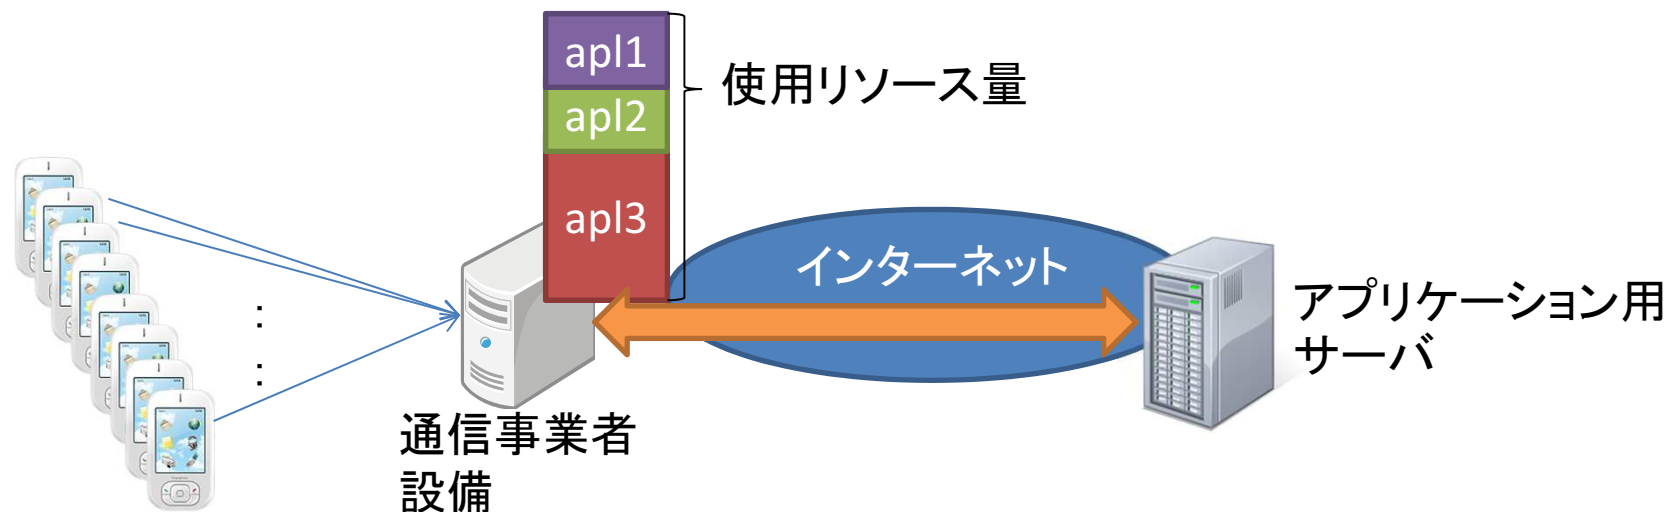 apl1
使用リソース量
apl2
apl3
インターネット
アプリケーション用
サーバ
:
:
通信事業者
設備